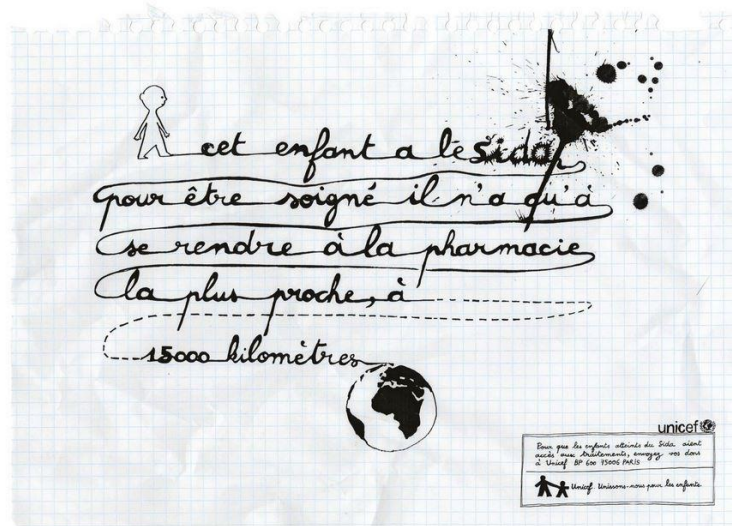 cet enfant a le sida
pour être soigné il n'a qu'à
se rendre à la pharmacie
la plus proche, à
15000 kilomètres
unicef
Pour que les enfants atteints du Sida aient
accès aux traitements, envoyez vos dons
à Unicef BP 600 75006 PARIS
Unicef. Unissons-nous pour les enfants